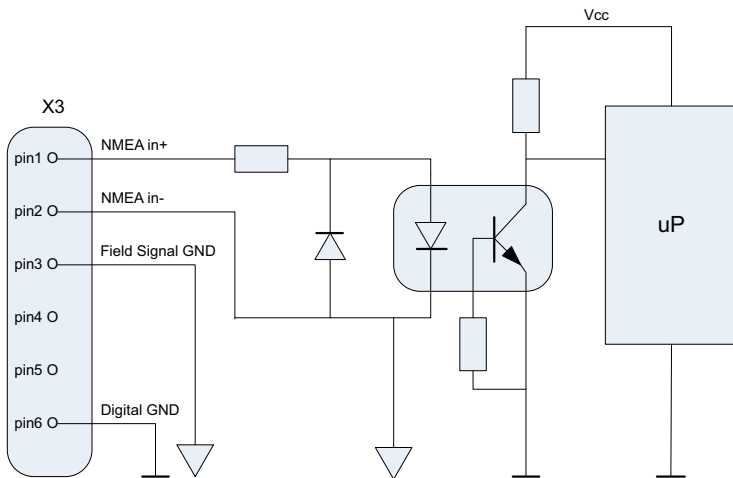 Vcc
X3
pin1 O NMEA in+
pin2 O NMEA in-
uP
pin3 O Field Signal GND
pin4 O
pin5 O
pin6 O Digital GND